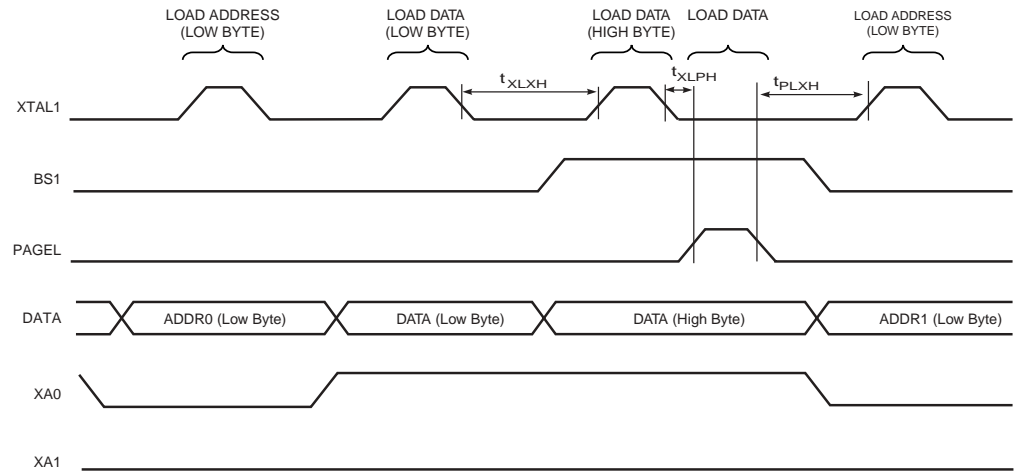 LOAD ADDRESS
(LOW BYTE)
LOAD DATA
(LOW BYTE)
LOAD DATA
(HIGH BYTE)
LOAD DATA
LOAD ADDRESS
(LOW BYTE)
tXLXH
tXLPH
tPLXH
XTAL1
BS1
PAGEL
DATA
ADDR0 (Low Byte)
DATA (Low Byte)
DATA (High Byte)
ADDR1 (Low Byte)
XA0
XA1